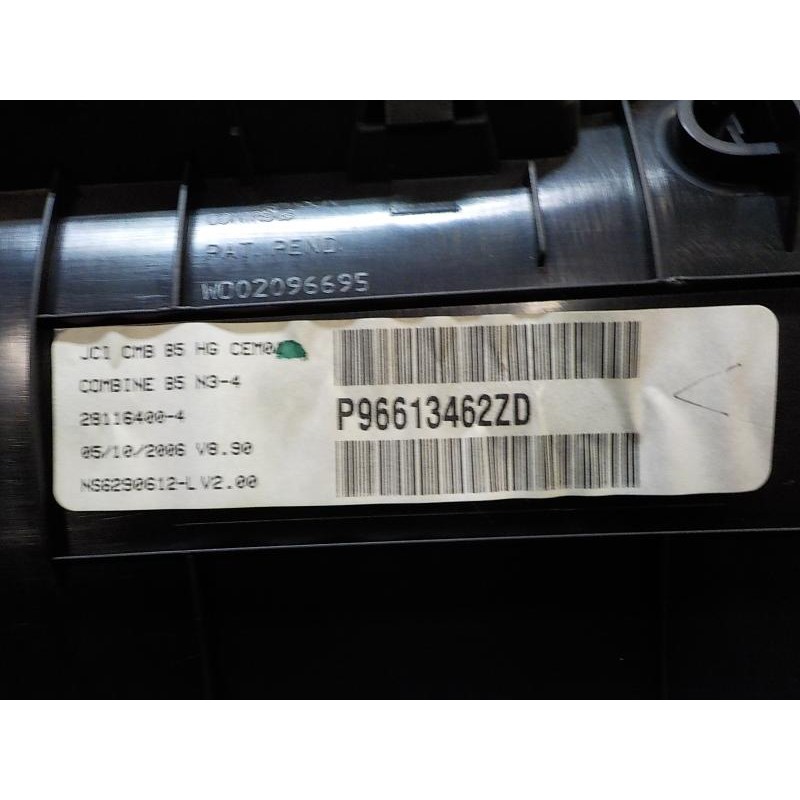 PAT. PEND
W002096695
JCI CMB B5 HG CEM0
COMBINE B5 N3-4
28116400-4
05/10/2006 V8.90
NS6290612-L V2.00
P96613462ZD